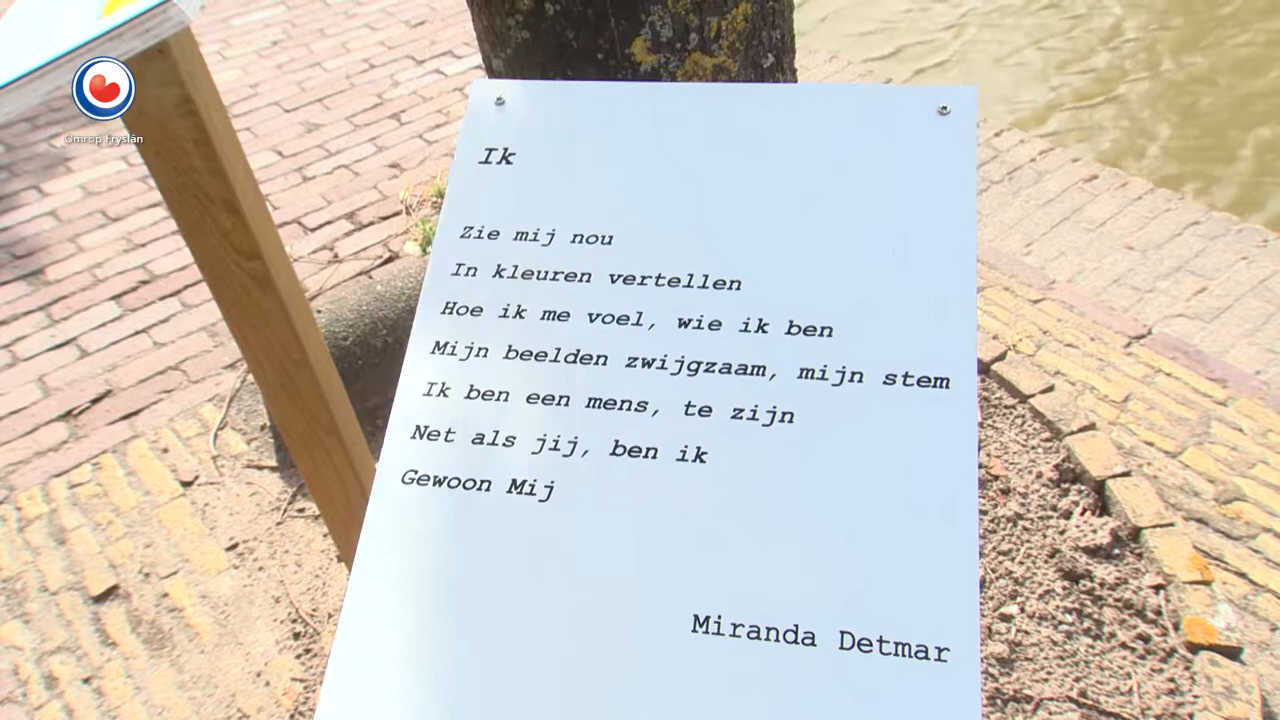 Omrop Fryslân
Ik
Zie mij nou
In kleuren vertellen
Hoe ik me voel, wie ik ben
Mijn beelden zwijgzaam, mijn stem
Ik ben een mens, te zijn
Net als jij, ben ik
Gewoon Mij
Miranda Detmar